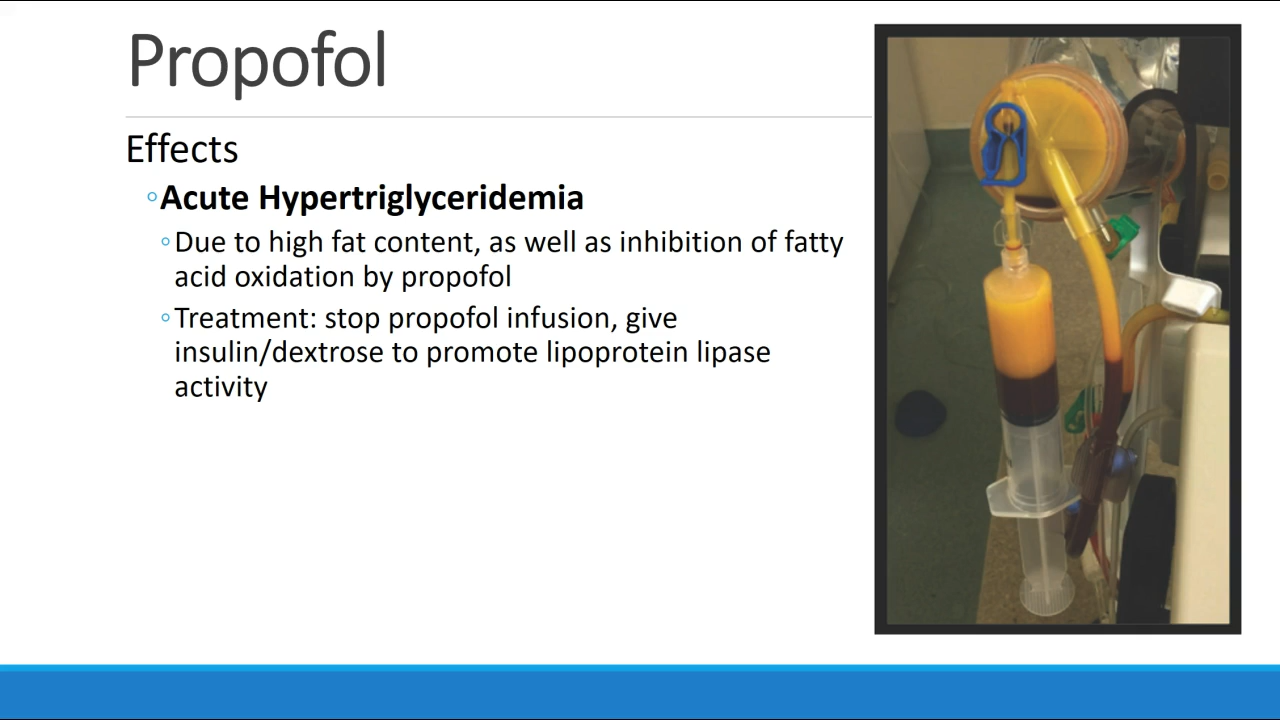 Propofol
Effects
◦Acute Hypertriglyceridemia
◦Due to high fat content, as well as inhibition of fatty
acid oxidation by propofol
◦Treatment: stop propofol infusion, give
insulin/dextrose to promote lipoprotein lipase
activity